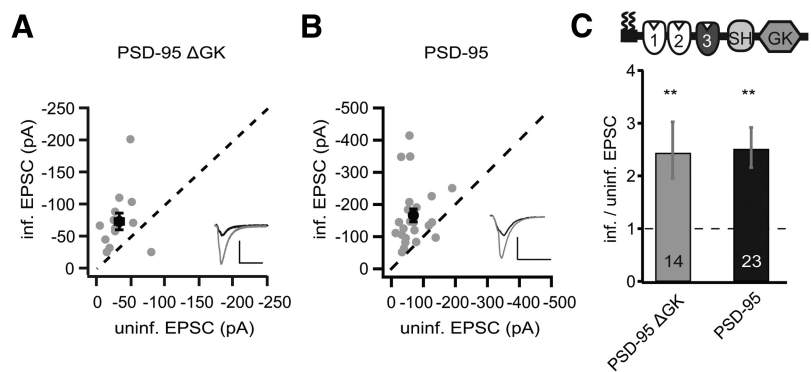 A
PSD-95 ΔGK
-250
-200
-150
-100
-50
0
inf. EPSC (pA)
0 -50 -100 -150 -200 -250
uninf. EPSC (pA)
B
PSD-95
-500
-400
-300
-200
-100
0
inf. EPSC (pA)
0 -100 -200 -300 -400 -500
uninf. EPSC (pA)
C
1 2 3 SH GK
4
3
2
1
0
inf. / uninf. EPSC
** **
14 23
PSD-95 ΔGK
PSD-95